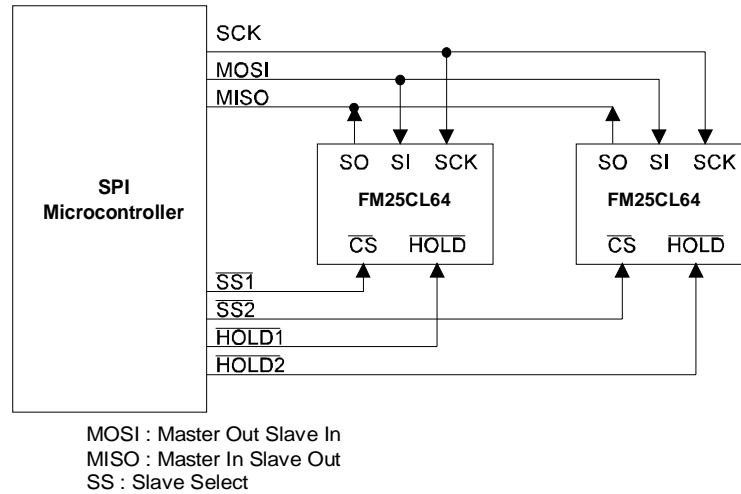 SCK
MOSI
MISO
SO SI SCK
SO SI SCK
SPI
Microcontroller
FM25CL64
FM25CL64
CS HOLD
CS HOLD
SS1
SS2
HOLD1
HOLD2
MOSI : Master Out Slave In
MISO : Master In Slave Out
SS : Slave Select